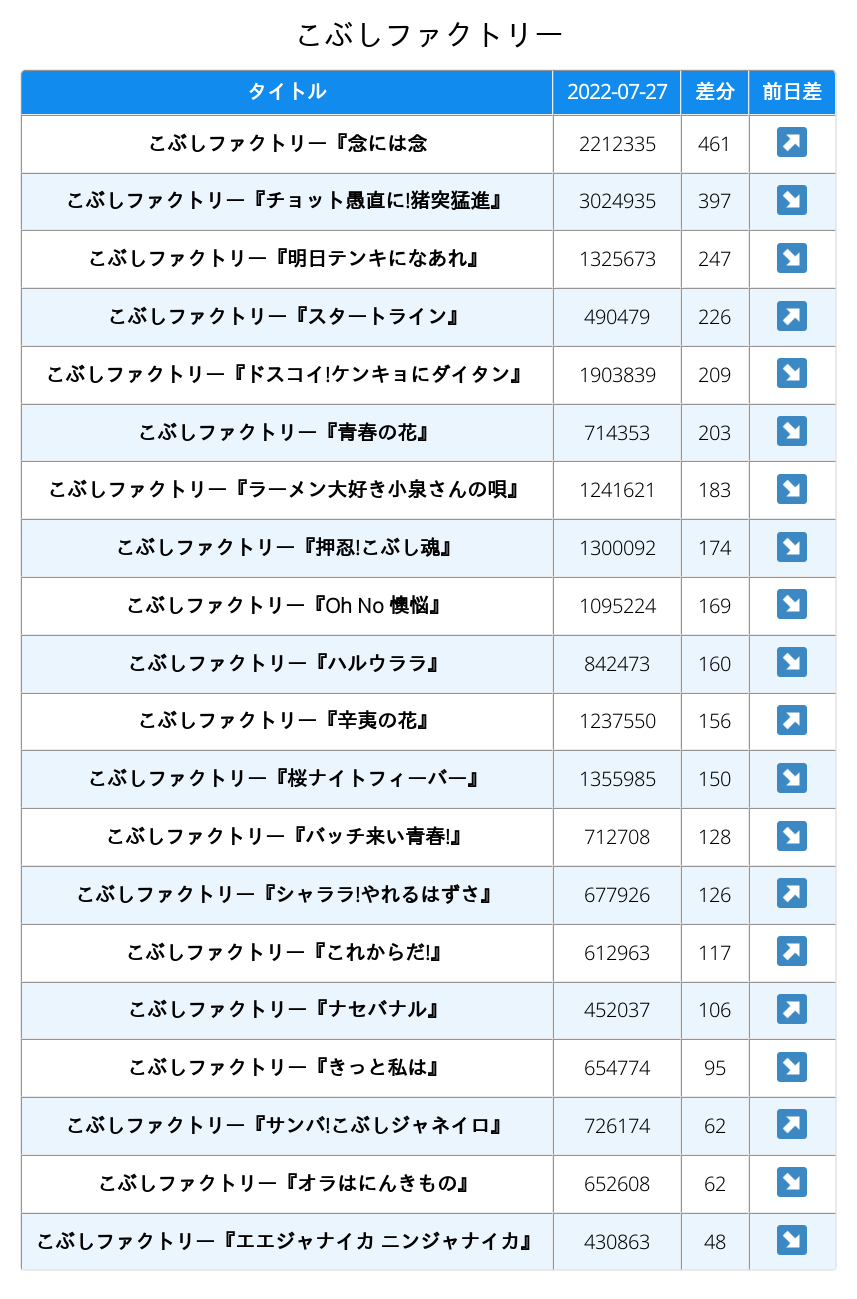 こぶしファクトリー
タイトル 2022-07-27 差分 前日差
こぶしファクトリー『念には念 2212335 461 ↗
こぶしファクトリー『チョット愚直に!猪突猛進』 3024935 397 ↘
こぶしファクトリー『明日テンキになあれ』 1325673 247 ↘
こぶしファクトリー『スタートライン』 490479 226 ↗
こぶしファクトリー『ドスコイ!ケンキョにダイタン』 1903839 209 ↘
こぶしファクトリー『青春の花』 714353 203 ↘
こぶしファクトリー『ラーメン大好き小泉さんの唄』 1241621 183 ↘
こぶしファクトリー『押忍!こぶし魂』 1300092 174 ↘
こぶしファクトリー『Oh No 懊悩』 1095224 169 ↘
こぶしファクトリー『ハルウララ』 842473 160 ↘
こぶしファクトリー『辛夷の花』 1237550 156 ↗
こぶしファクトリー『桜ナイトフィーバー』 1355985 150 ↘
こぶしファクトリー『バッチ来い青春!』 712708 128 ↘
こぶしファクトリー『シャララ!やれるはずさ』 677926 126 ↗
こぶしファクトリー『これからだ!』 612963 117 ↗
こぶしファクトリー『ナセバナル』 452037 106 ↗
こぶしファクトリー『きっと私は』 654774 95 ↘
こぶしファクトリー『サンバ!こぶしジャネイロ』 726174 62 ↗
こぶしファクトリー『オラはにんきもの』 652608 62 ↘
こぶしファクトリー『エエジャナイカ ニンジャナイカ』 430863 48 ↘